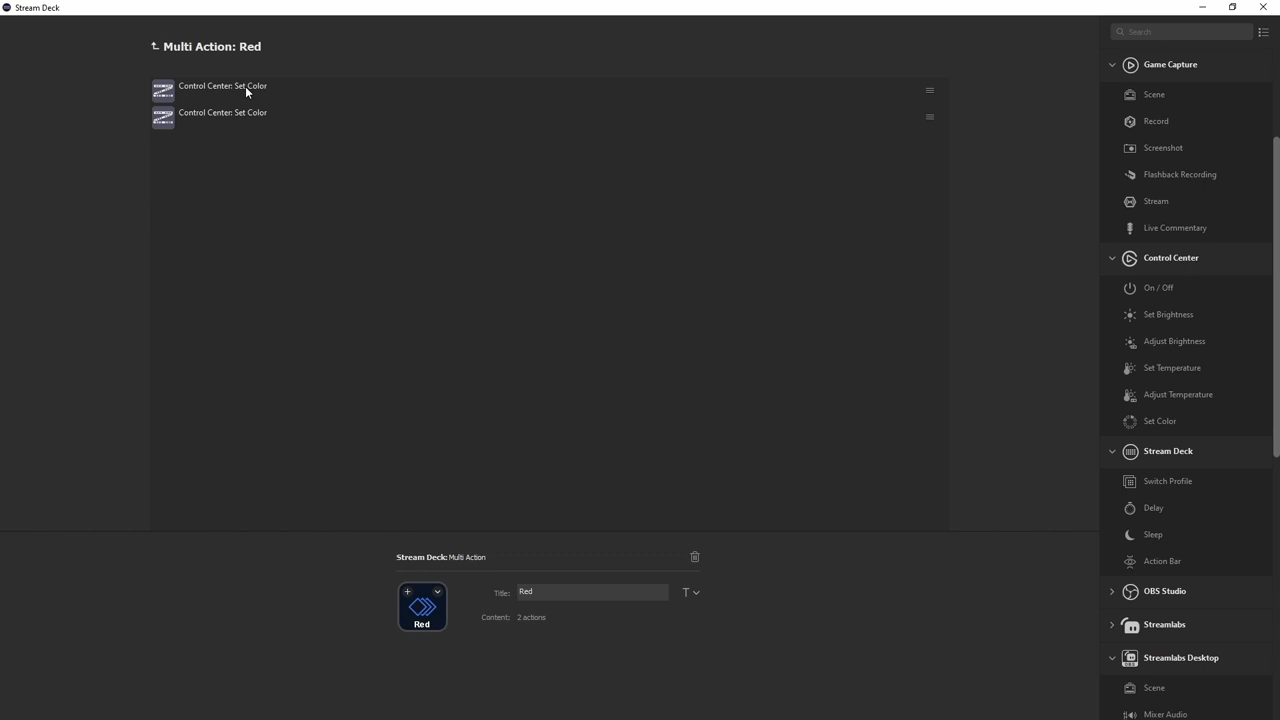 Stream Deck
Multi Action: Red
Control Center: Set Color
Control Center: Set Color
Stream Deck: Multi Action
Red
Title: Red
T
Content: 2 actions
Search
Game Capture
Scene
Record
Screenshot
Flashback Recording
Stream
Live Commentary
Control Center
On / Off
Set Brightness
Adjust Brightness
Set Temperature
Adjust Temperature
Set Color
Stream Deck
Switch Profile
Delay
Sleep
Action Bar
OBS Studio
Streamlabs
Streamlabs Desktop
Scene
Mixer Audio